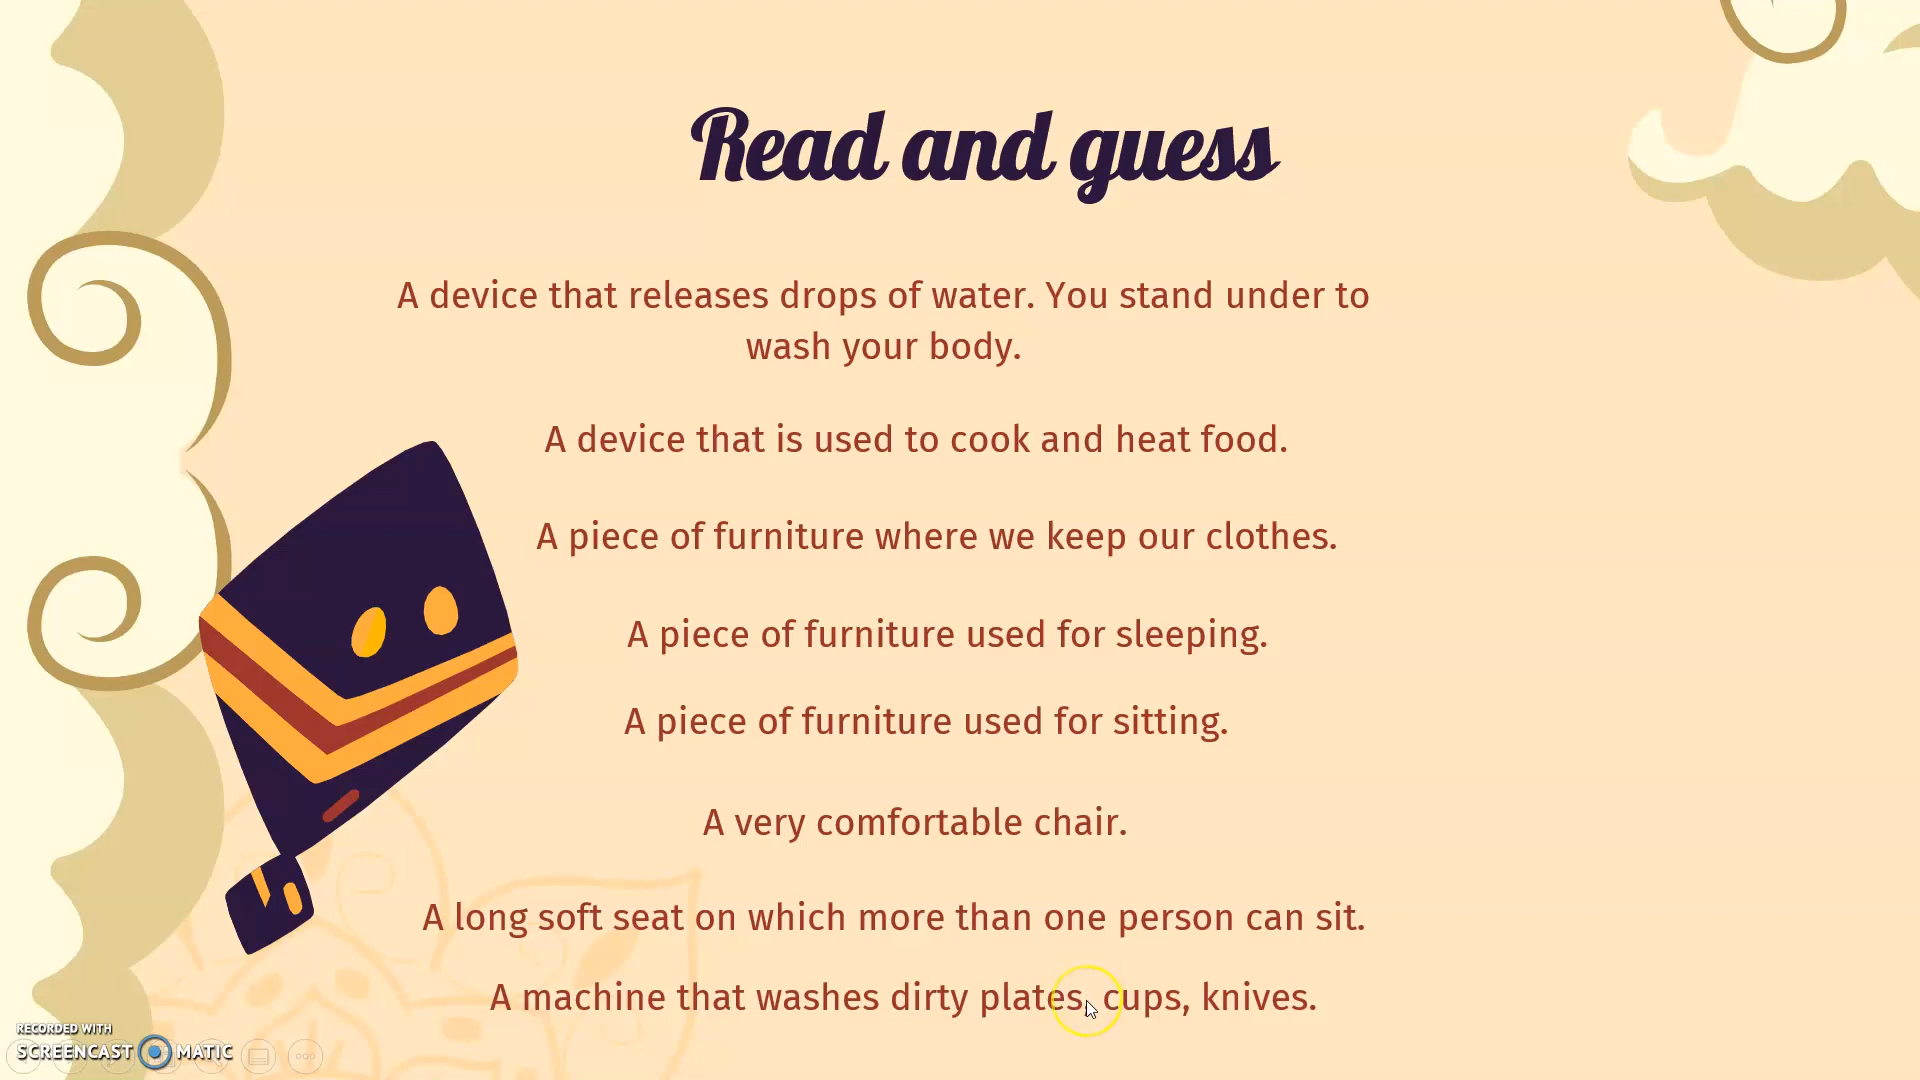 Read and guess
A device that releases drops of water. You stand under to
wash your body.
A device that is used to cook and heat food.
A piece of furniture where we keep our clothes.
A piece of furniture used for sleeping.
A piece of furniture used for sitting.
A very comfortable chair.
A long soft seat on which more than one person can sit.
A machine that washes dirty plates, cups, knives.
RECORDED WITH
SCREENCAST MATIC